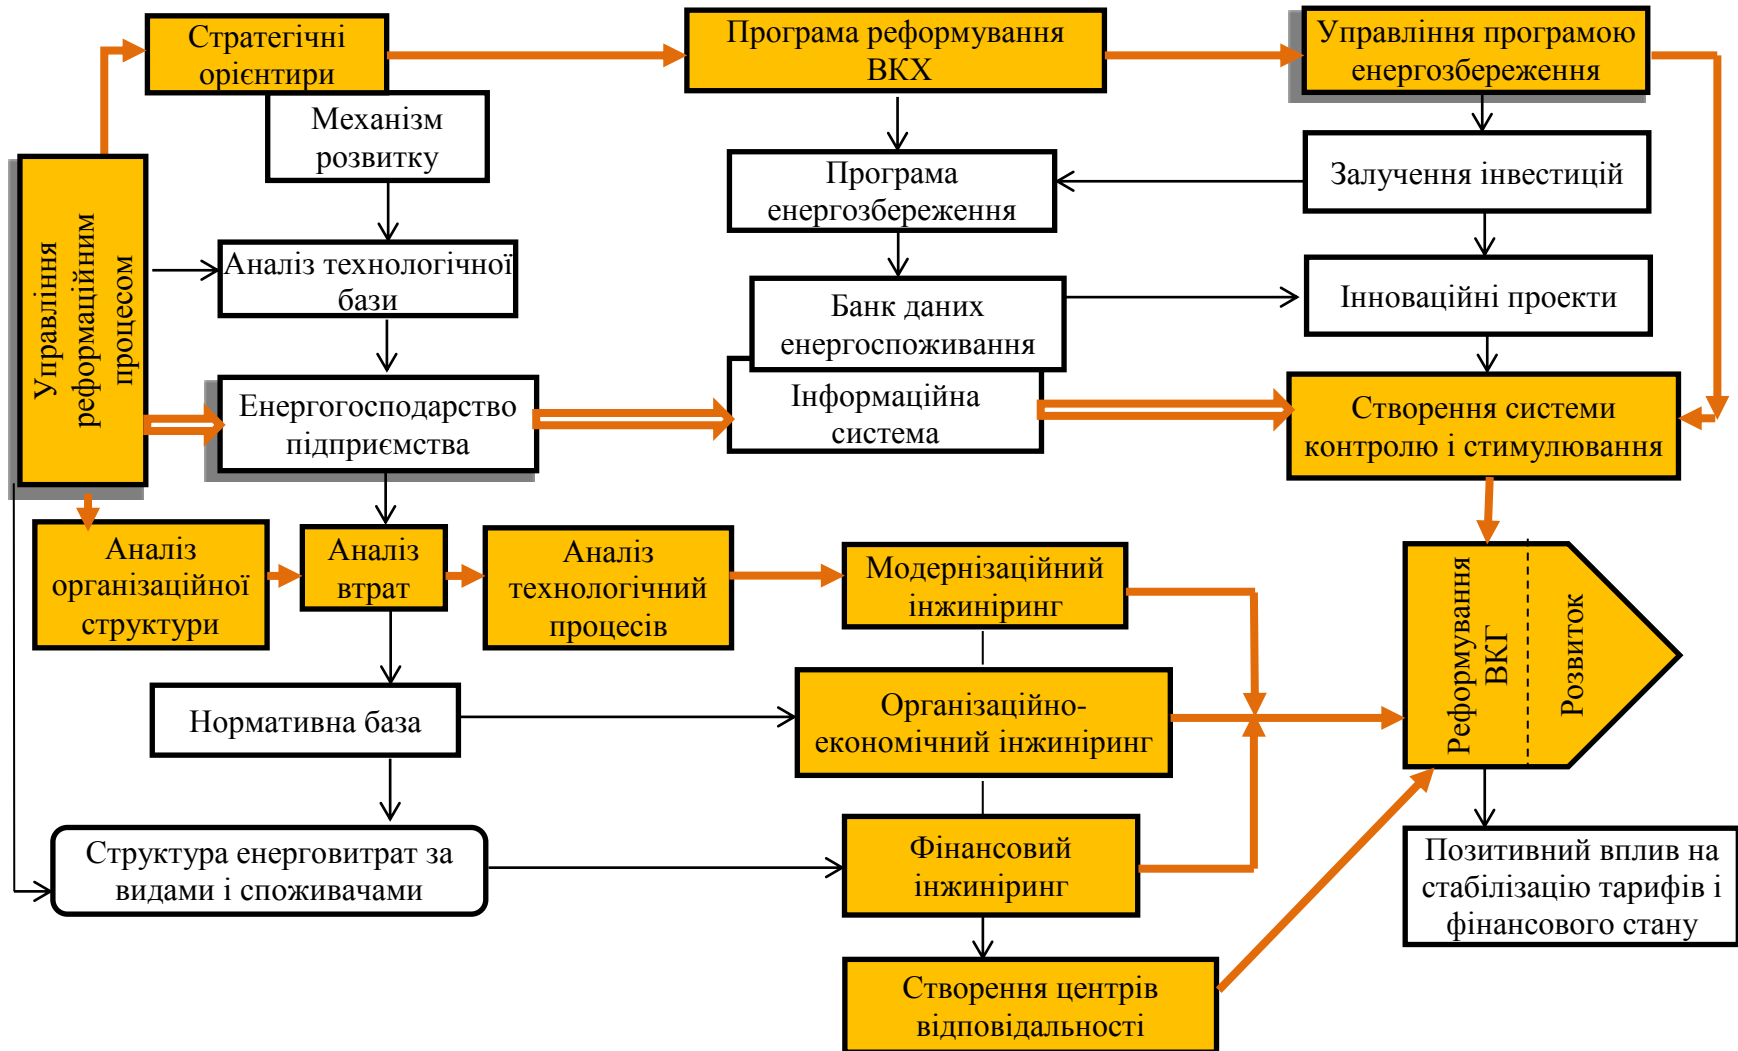 Стратегічні
орієнтири
Програма реформування
ВКХ
Управління програмою
енергозбереження
Механізм
розвитку
Програма
енергозбереження
Залучення інвестицій
Управління
реформаційним
процесом
Аналіз технологічної
бази
Банк даних
енергоспоживання
Інноваційні проекти
Енергогосподарство
підприємства
Інформаційна
система
Створення системи
контролю і стимулювання
Аналіз
організаційної
структури
Аналіз
втрат
Аналіз
технологічний
процесів
Модернізаційний
інжиніринг
Реформування
ВКГ
Розвиток
Нормативна база
Організаційно-
економічний інжиніринг
Структура енерговитрат за
видами і споживачами
Фінансовий
інжиніринг
Позитивний вплив на
стабілізацію тарифів і
фінансового стану
Створення центрів
відповідальності